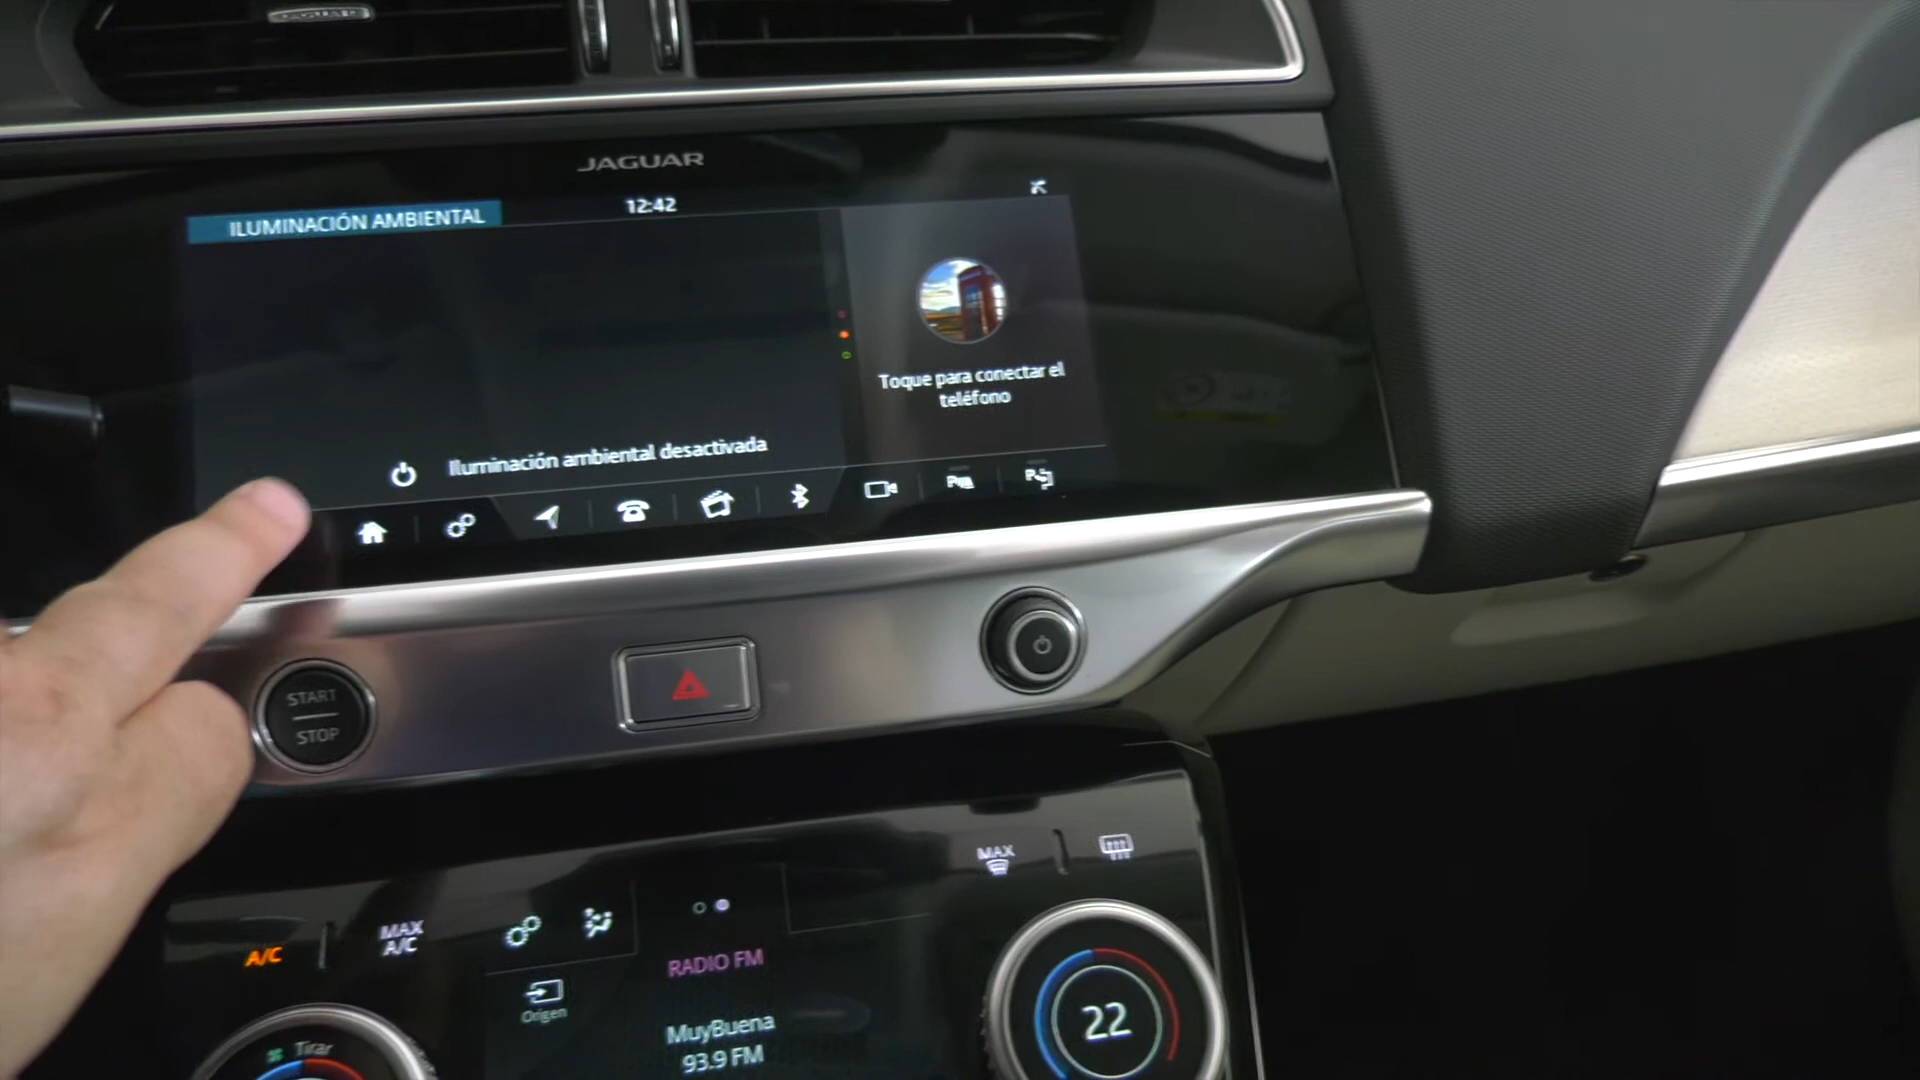 JAGUAR
JAGUAR
12:42
ILUMINACIÓN AMBIENTAL
Toque para conectar el
teléfono
Iluminación ambiental desactivada
START
STOP
MAX
MAX
A/C
A/C
RADIO FM
Origen
MuyBuena
93.9 FM
22
Tirar